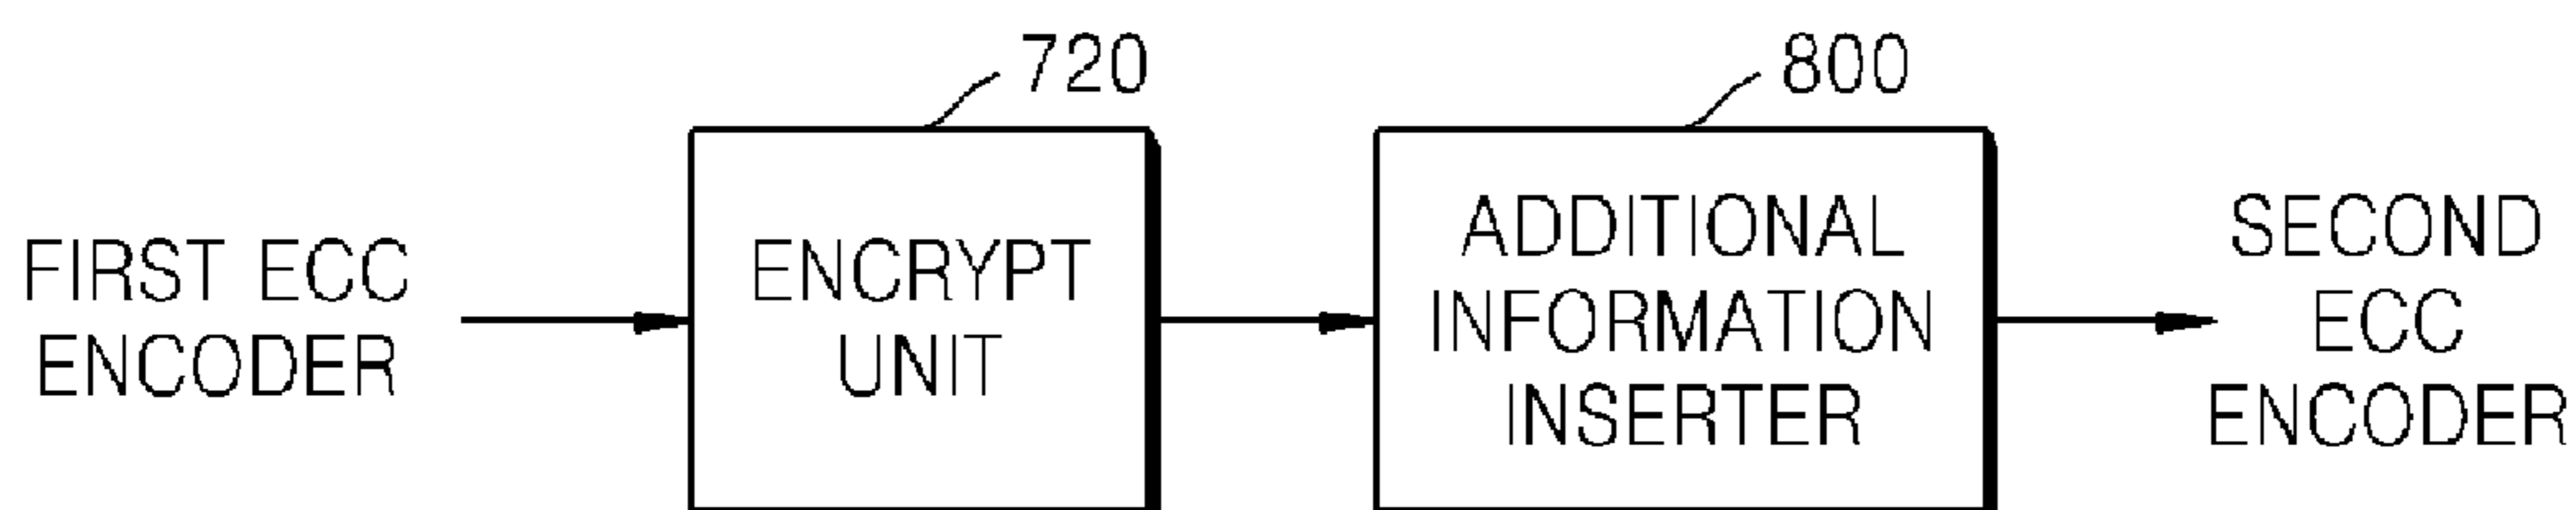 720
800
FIRST ECC
ENCODER
ENCRYPT
UNIT
ADDITIONAL
INFORMATION
INSERTER
SECOND
ECC
ENCODER